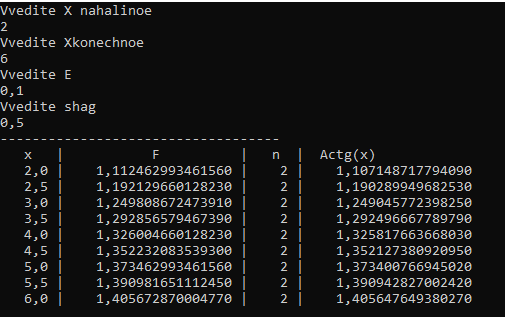 Vvedite X nahalinoe
2
Vvedite Xkonechnoe
6
Vvedite E
0,1
Vvedite shag
0,5
-----------------------------------
x | F | n | Actg(x)
2,0 | 1,112462993461560 | 2 | 1,107148717794090
2,5 | 1,192129660128230 | 2 | 1,190289949682530
3,0 | 1,249808672473910 | 2 | 1,249045772398250
3,5 | 1,292856579467390 | 2 | 1,292496667789790
4,0 | 1,326004660128230 | 2 | 1,325817663668030
4,5 | 1,352232083539300 | 2 | 1,352127380920950
5,0 | 1,373462993461560 | 2 | 1,373400766945020
5,5 | 1,390981651112450 | 2 | 1,390942827002420
6,0 | 1,405672870004770 | 2 | 1,405647649380270